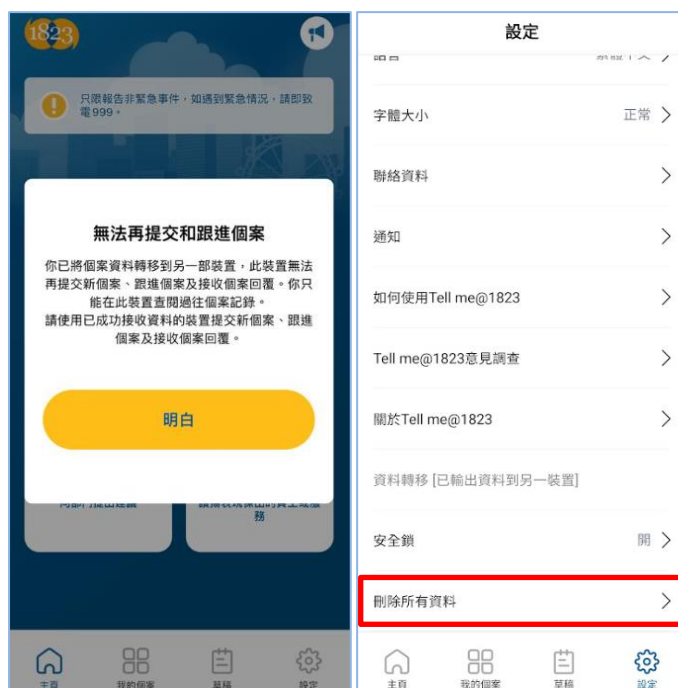 1823
只限報告非緊急事件，如遇到緊急情況，請即致
電999。
無法再提交和跟進個案
你已將個案資料轉移到另一部裝置，此裝置無法
再提交新個案、跟進個案及接收個案回覆。你只
能在此裝置查閱過往個案記錄。
請使用已成功接收資料的裝置提交新個案、跟進
個案及接收個案回覆。
明白
務
主頁
我的個案
草稿
設定
設定
字體大小
正常
聯絡資料
通知
如何使用Tell me@1823
Tell me@1823意見調查
關於Tell me@1823
資料轉移 [已輸出資料到另一裝置]
安全鎖
開
刪除所有資料
主頁
我的個案
草稿
設定